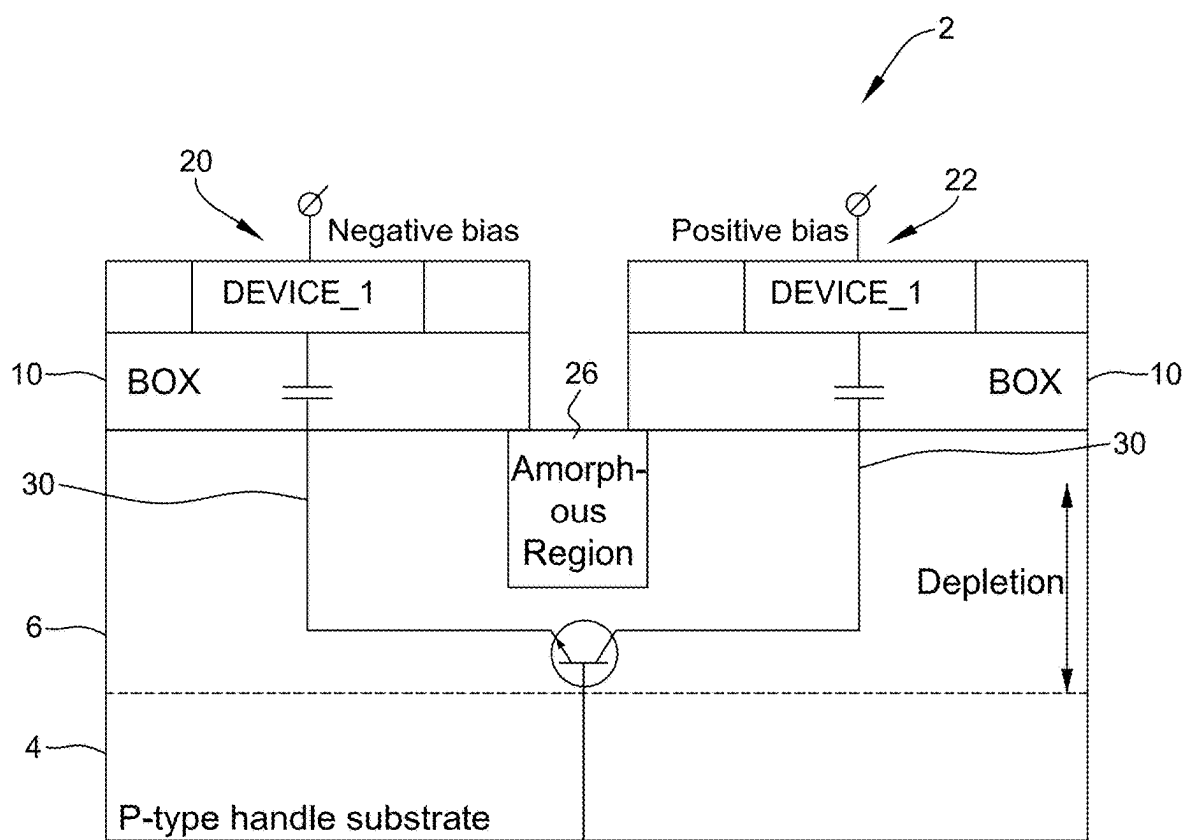 2
20
22
Negative bias
Positive bias
DEVICE_1
DEVICE_1
10
BOX
26
BOX
10
30
Amorph-
ous
Region
30
Depletion
6
4
P-type handle substrate